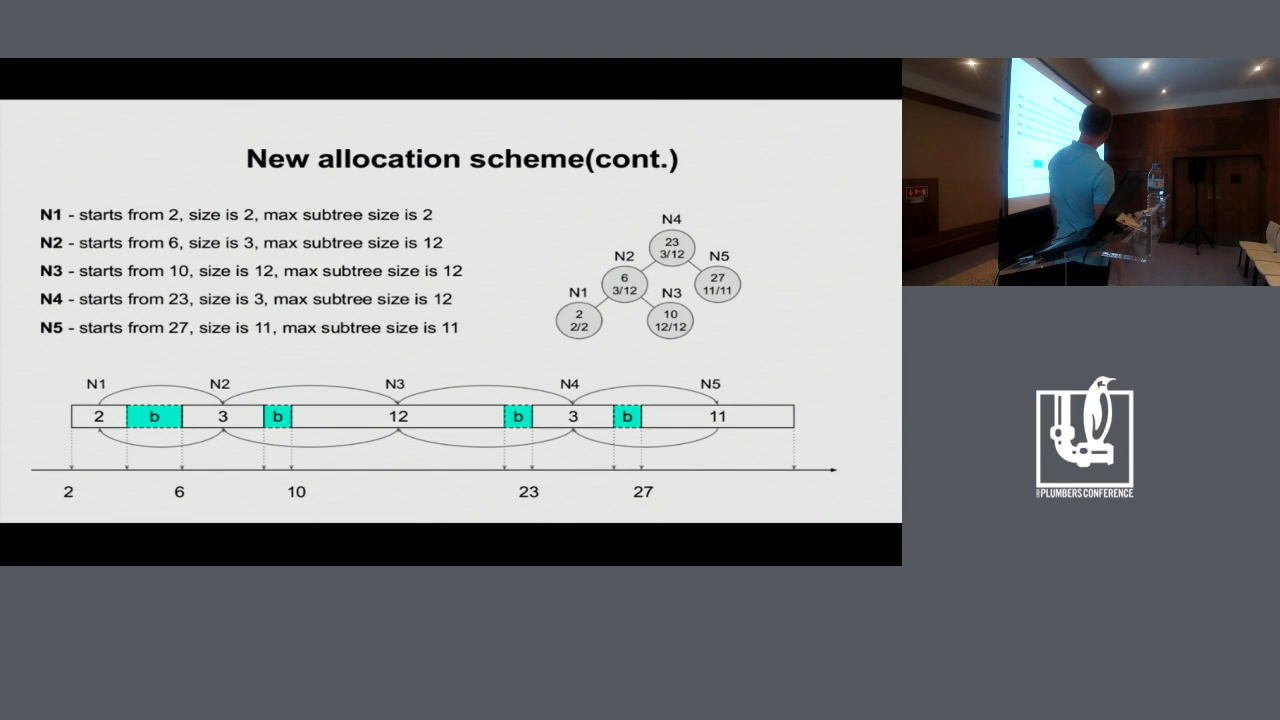 New allocation scheme(cont.)
N1 - starts from 2, size is 2, max subtree size is 2
N2 - starts from 6, size is 3, max subtree size is 12
N3 - starts from 10, size is 12, max subtree size is 12
N4 - starts from 23, size is 3, max subtree size is 12
N5 - starts from 27, size is 11, max subtree size is 11
N4
23
3/12
N2
N5
6
3/12
27
11/11
N1
N3
2
2/2
10
12/12
N1 N2 N3 N4 N5
2 b 3 b 12 b 3 b 11
2 6 10 23 27
PLUMBERS CONFERENCE